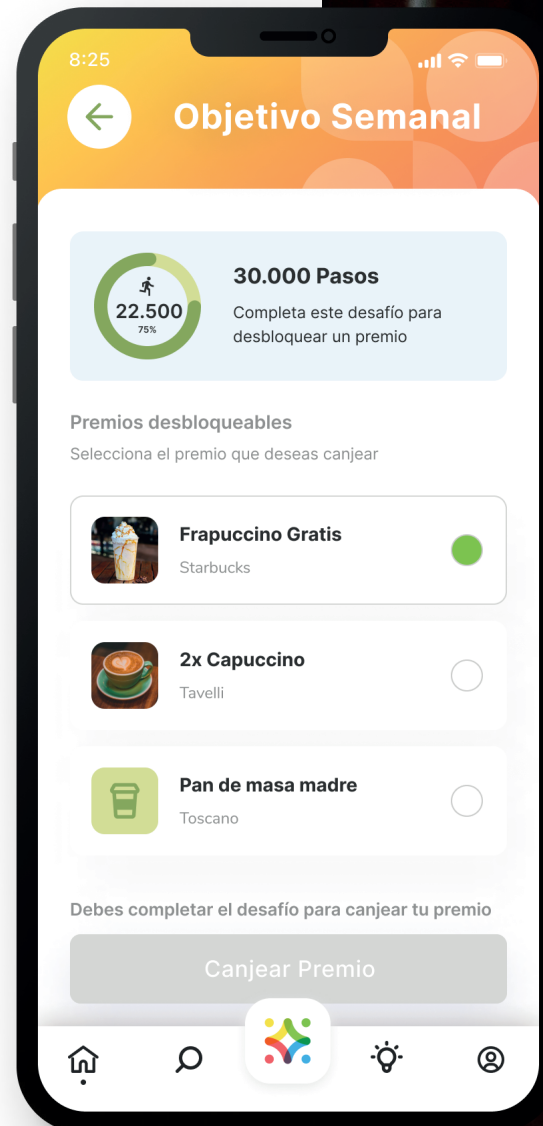 8:25
Objetivo Semanal
22.500
75%
30.000 Pasos
Completa este desafío para
desbloquear un premio
Premios desbloqueables
Selecciona el premio que deseas canjear
Frapuccino Gratis
Starbucks
2x Capuccino
Tavelli
Pan de masa madre
Toscano
Debes completar el desafío para canjear tu premio
Canjear Premio